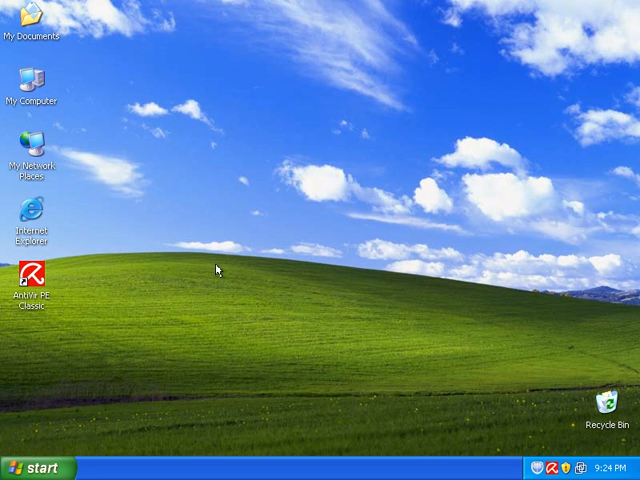 My Documents
My Computer
My Network
Places
Internet
Explorer
AntiVir PE
Classic
Recycle Bin
start
9:24 PM